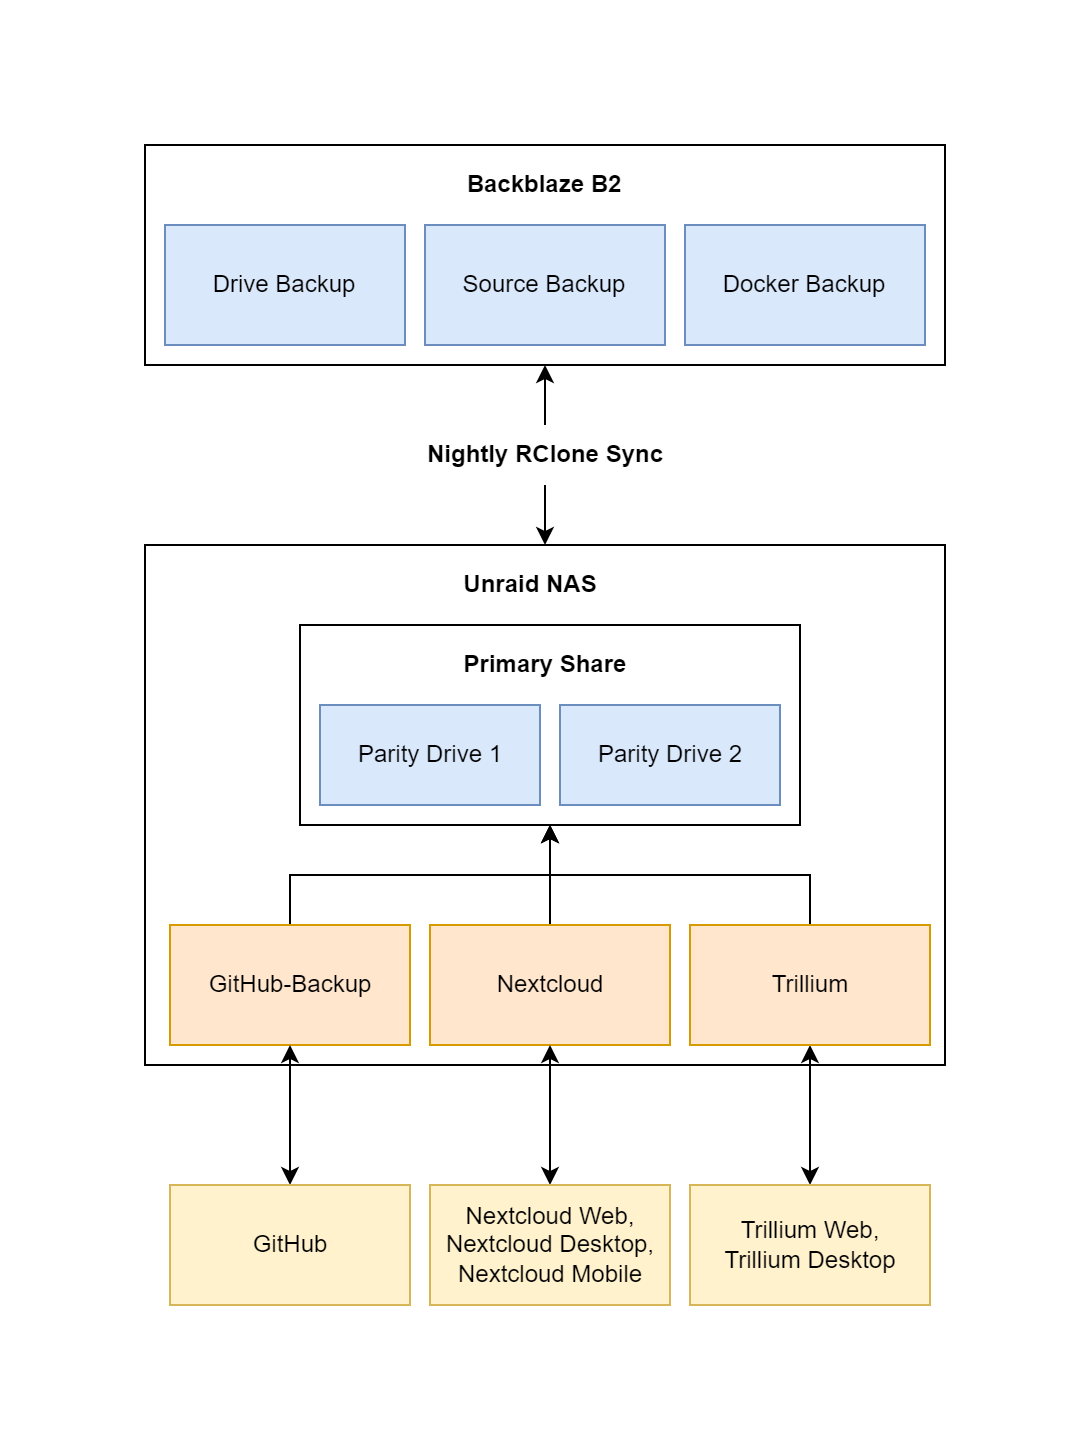 Backblaze B2
Drive Backup
Source Backup
Docker Backup
Nightly RClone Sync
Unraid NAS
Primary Share
Parity Drive 1
Parity Drive 2
GitHub-Backup
Nextcloud
Trillium
GitHub
Nextcloud Web,
Nextcloud Desktop,
Nextcloud Mobile
Trillium Web,
Trillium Desktop